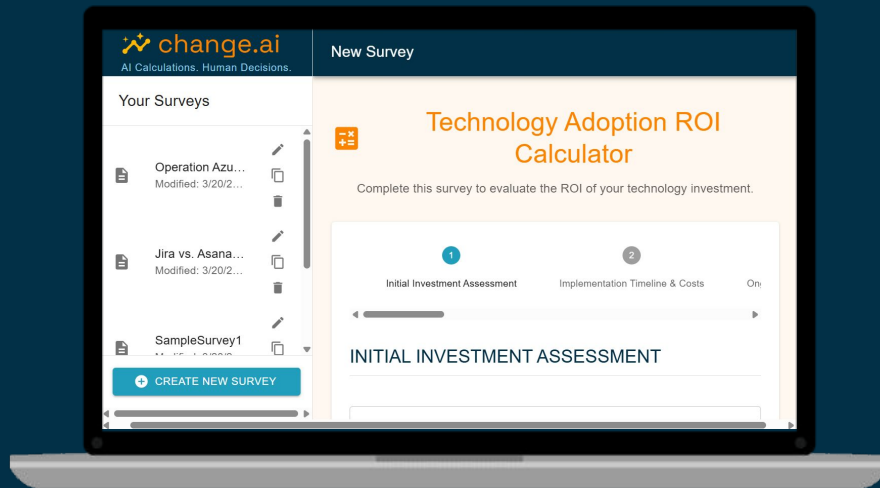 change.ai
AI Calculations. Human Decisions.
New Survey
Your Surveys
Operation Azu...
Modified: 3/20/2...
Jira vs. Asana...
Modified: 3/20/2...
SampleSurvey1
CREATE NEW SURVEY
Technology Adoption ROI
Calculator
Complete this survey to evaluate the ROI of your technology investment.
1
2
Initial Investment Assessment
Implementation Timeline & Costs
INITIAL INVESTMENT ASSESSMENT